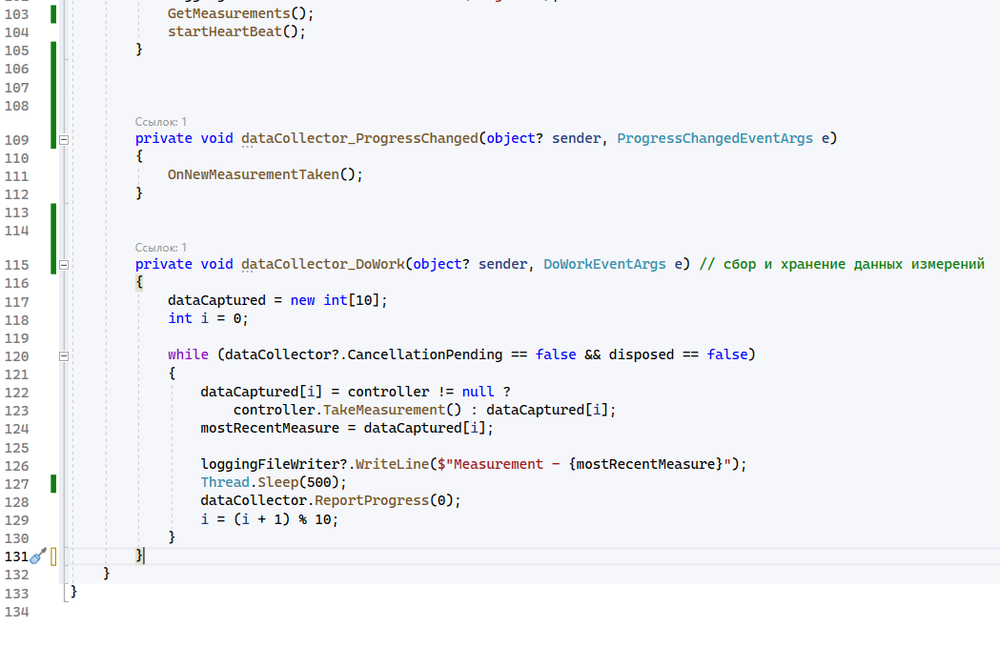 103 GetMeasurements();
104 startHeartBeat();
105 }
106
107
108
Ссылок: 1
109 private void dataCollector_ProgressChanged(object? sender, ProgressChangedEventArgs e)
110 {
111 OnNewMeasurementTaken();
112 }
113
114
Ссылок: 1
115 private void dataCollector_DoWork(object? sender, DoWorkEventArgs e) // сбор и хранение данных измерений
116 {
117 dataCaptured = new int[10];
118 int i = 0;
119
120 while (dataCollector?.CancellationPending == false && disposed == false)
121 {
122 dataCaptured[i] = controller != null ?
123 controller.TakeMeasurement() : dataCaptured[i];
124 mostRecentMeasure = dataCaptured[i];
125
126 loggingFileWriter?.WriteLine($"Measurement - {mostRecentMeasure}");
127 Thread.Sleep(500);
128 dataCollector.ReportProgress(0);
129 i = (i + 1) % 10;
130 }
131 }
132 }
133 }
134